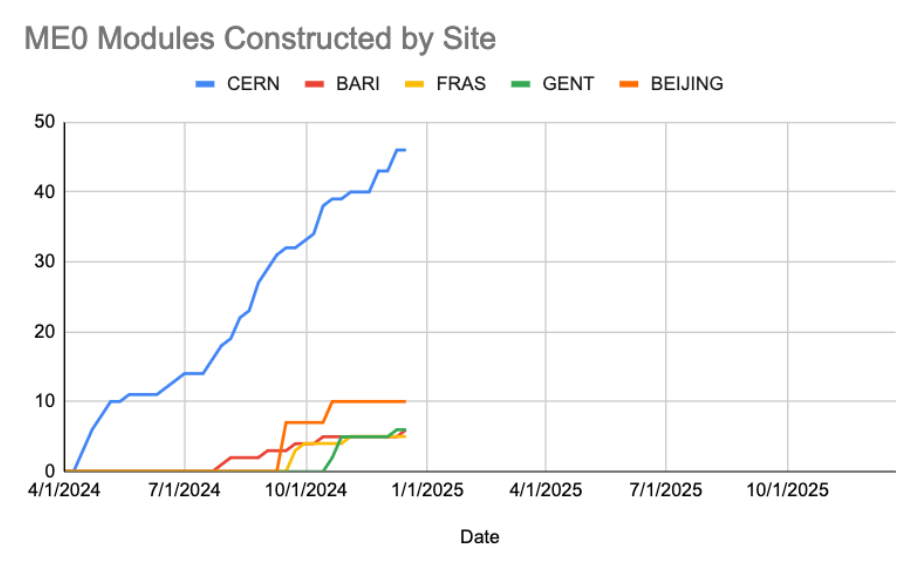 ME0 Modules Constructed by Site
CERN BARI FRAS GENT BEIJING
50
40
30
20
10
0
4/1/2024 7/1/2024 10/1/2024 1/1/2025 4/1/2025 7/1/2025 10/1/2025
Date